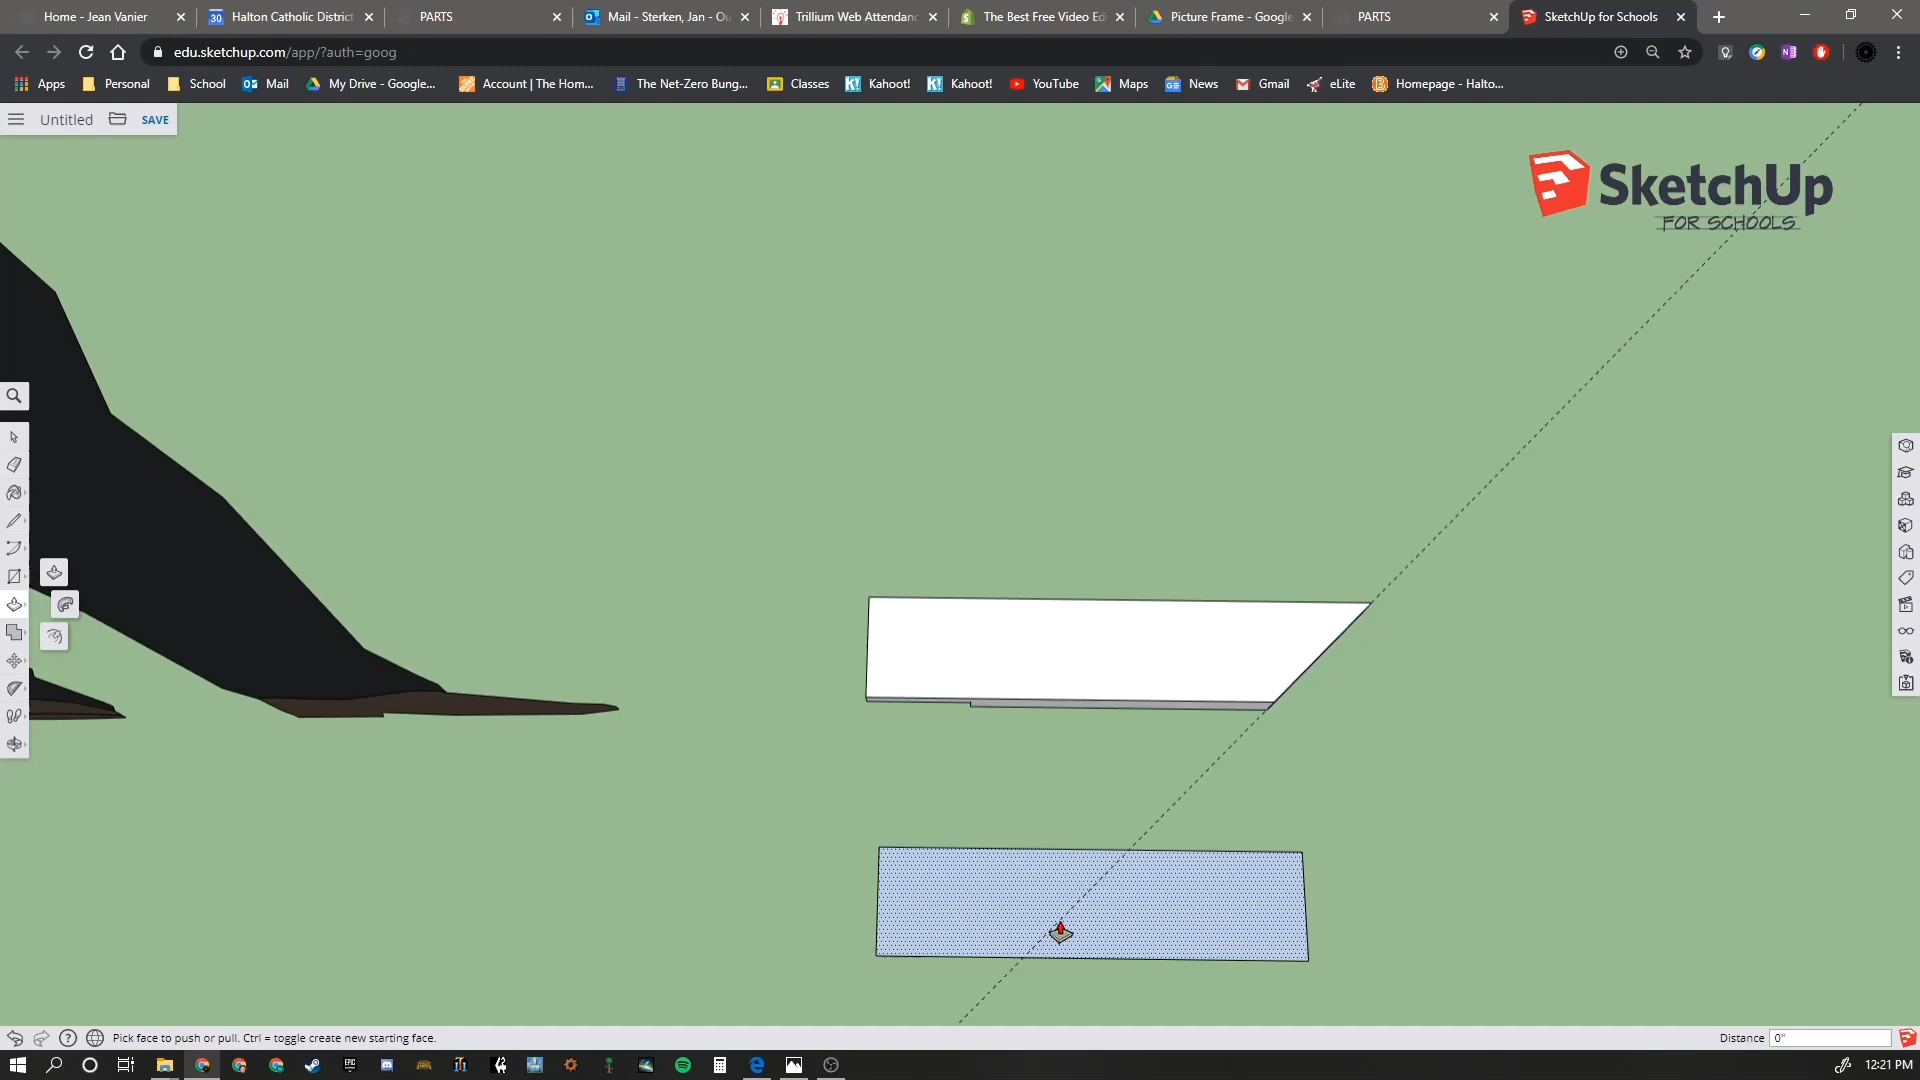 Home - Jean Vanier
Halton Catholic District
PARTS
Mail - Sterken, Jan - Ou
Trillium Web Attendanc
The Best Free Video Ed
Picture Frame - Google
PARTS
SketchUp for Schools
edu.sketchup.com/app/?auth=goog
Apps
Personal
School
Mail
My Drive - Google...
Account | The Hom...
The Net-Zero Bung...
Classes
Kahoot!
Kahoot!
YouTube
Maps
News
Gmail
eLite
Homepage - Halto...
Untitled
SAVE
SketchUp
FOR SCHOOLS
Pick face to push or pull. Ctrl = toggle create new starting face.
Distance 0"
12:21 PM